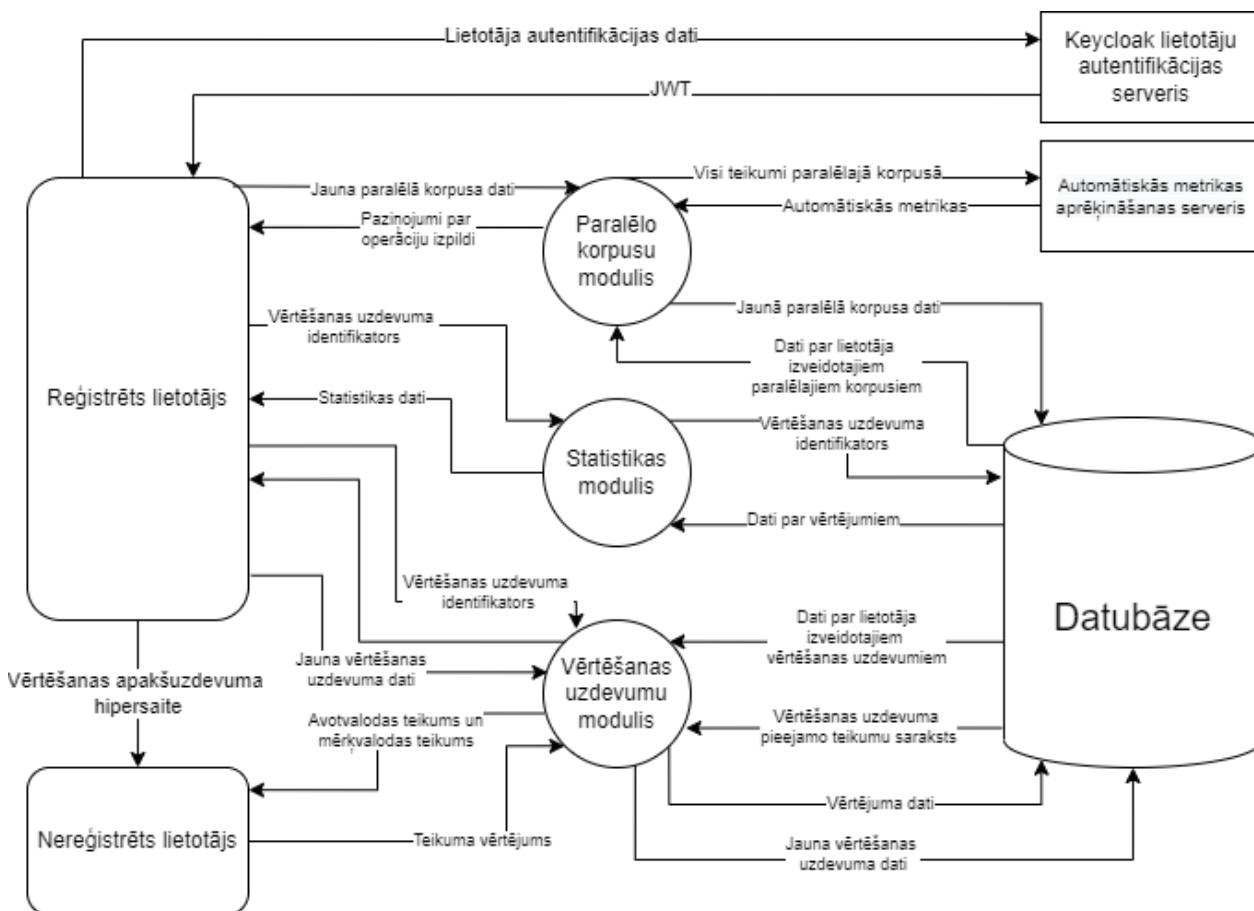 Lietotāja autentifikācijas dati
Keycloak lietotāju
autentifikācijas
serveris
JWT
Jauna paralēlā korpusa dati
Paziņojumi par
operāciju izpildi
Paralēlo
korpusu
modulis
Visi teikumi paralēlajā korpusā
Automātiskās metrikas
Automātiskās metrikas
aprēķināšanas serveris
Jaunā paralēlā korpusa dati
Vērtēšanas uzdevuma
identifikators
Dati par lietotāja
izveidotajiem
paralēlajiem korpusiem
Reģistrēts lietotājs
Statistikas dati
Statistikas
modulis
Vērtēšanas uzdevuma
identifikators
Dati par vērtējumiem
Vērtēšanas uzdevuma
identifikators
Datubāze
Dati par lietotāja
izveidotajiem
vērtēšanas uzdevumiem
Jauna vērtēšanas
uzdevuma dati
Vērtēšanas
uzdevumu
modulis
Vērtēšanas apakšuzdevuma
hipersaite
Avotvalodas teikums un
mērķvalodas teikums
Vērtēšanas uzdevuma
pieejamo teikumu saraksts
Vērtējuma dati
Nereģistrēts lietotājs
Teikuma vērtējums
Jauna vērtēšanas
uzdevuma dati